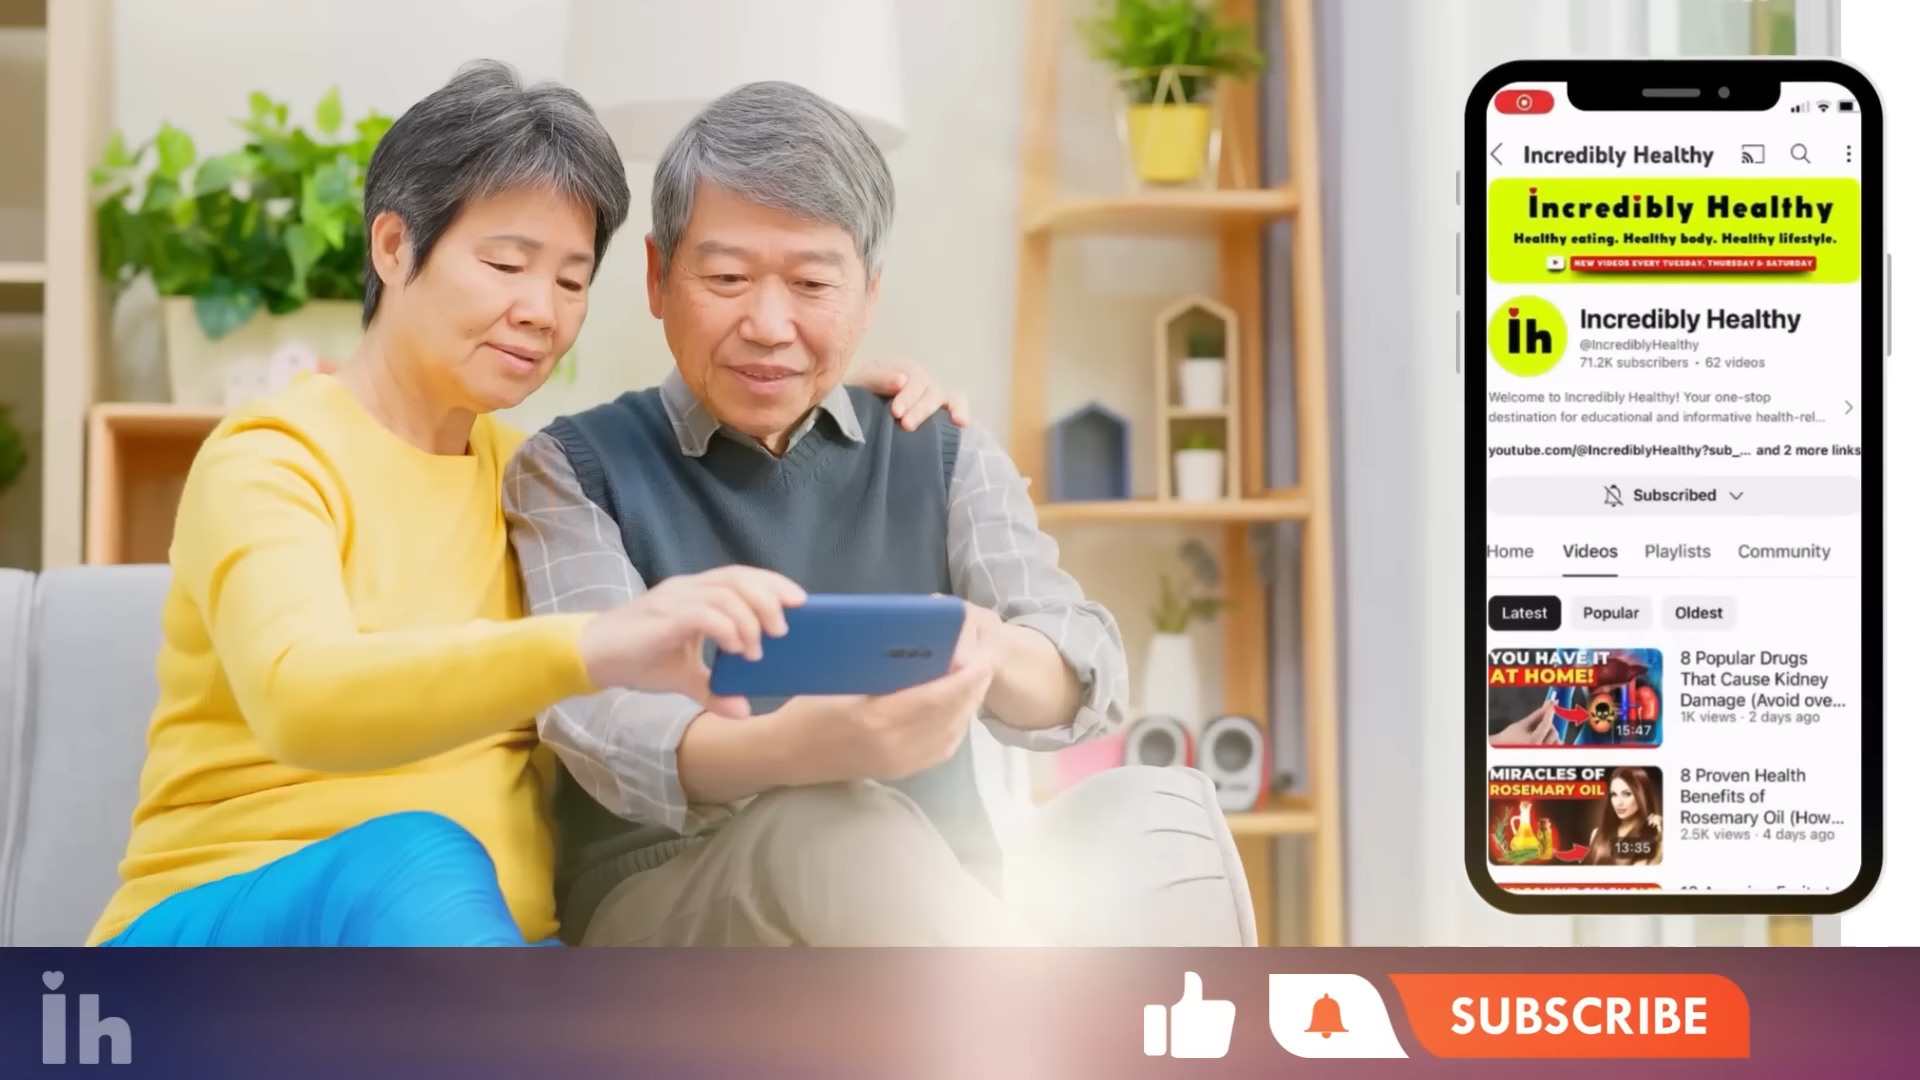 Incredibly Healthy
incredibly Healthy
Healthy eating. Healthy body. Healthy lifestyle.
NEW VIDEOS EVERY TUESDAY, THURSDAY & SATURDAY
ih
Incredibly Healthy
@IncrediblyHealthy
71.2K subscribers • 62 videos
Welcome to Incredibly Healthy! Your one-stop
destination for educational and informative health-rel...
youtube.com/@IncrediblyHealthy?sub_... and 2 more links
Subscribed
Home Videos Playlists Community
Latest Popular Oldest
YOU HAVE IT
AT HOME!
15:47
8 Popular Drugs
That Cause Kidney
Damage (Avoid ove...
1K views · 2 days ago
MIRACLES OF
ROSEMARY OIL
13:35
8 Proven Health
Benefits of
Rosemary Oil (How...
2.5K views · 4 days ago
ih
SUBSCRIBE